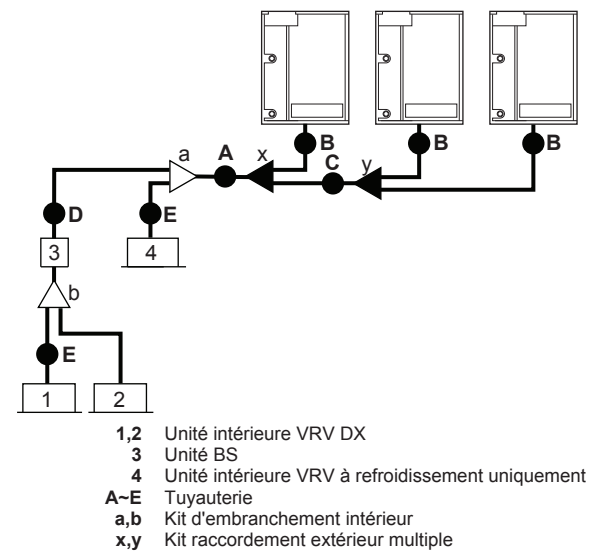 B
B
B
a
A
x
C
y
D
E
3
4
b
E
1
2
1,2 Unité intérieure VRV DX
3 Unité BS
4 Unité intérieure VRV à refroidissement uniquement
A~E Tuyauterie
a,b Kit d'embranchement intérieur
x,y Kit raccordement extérieur multiple